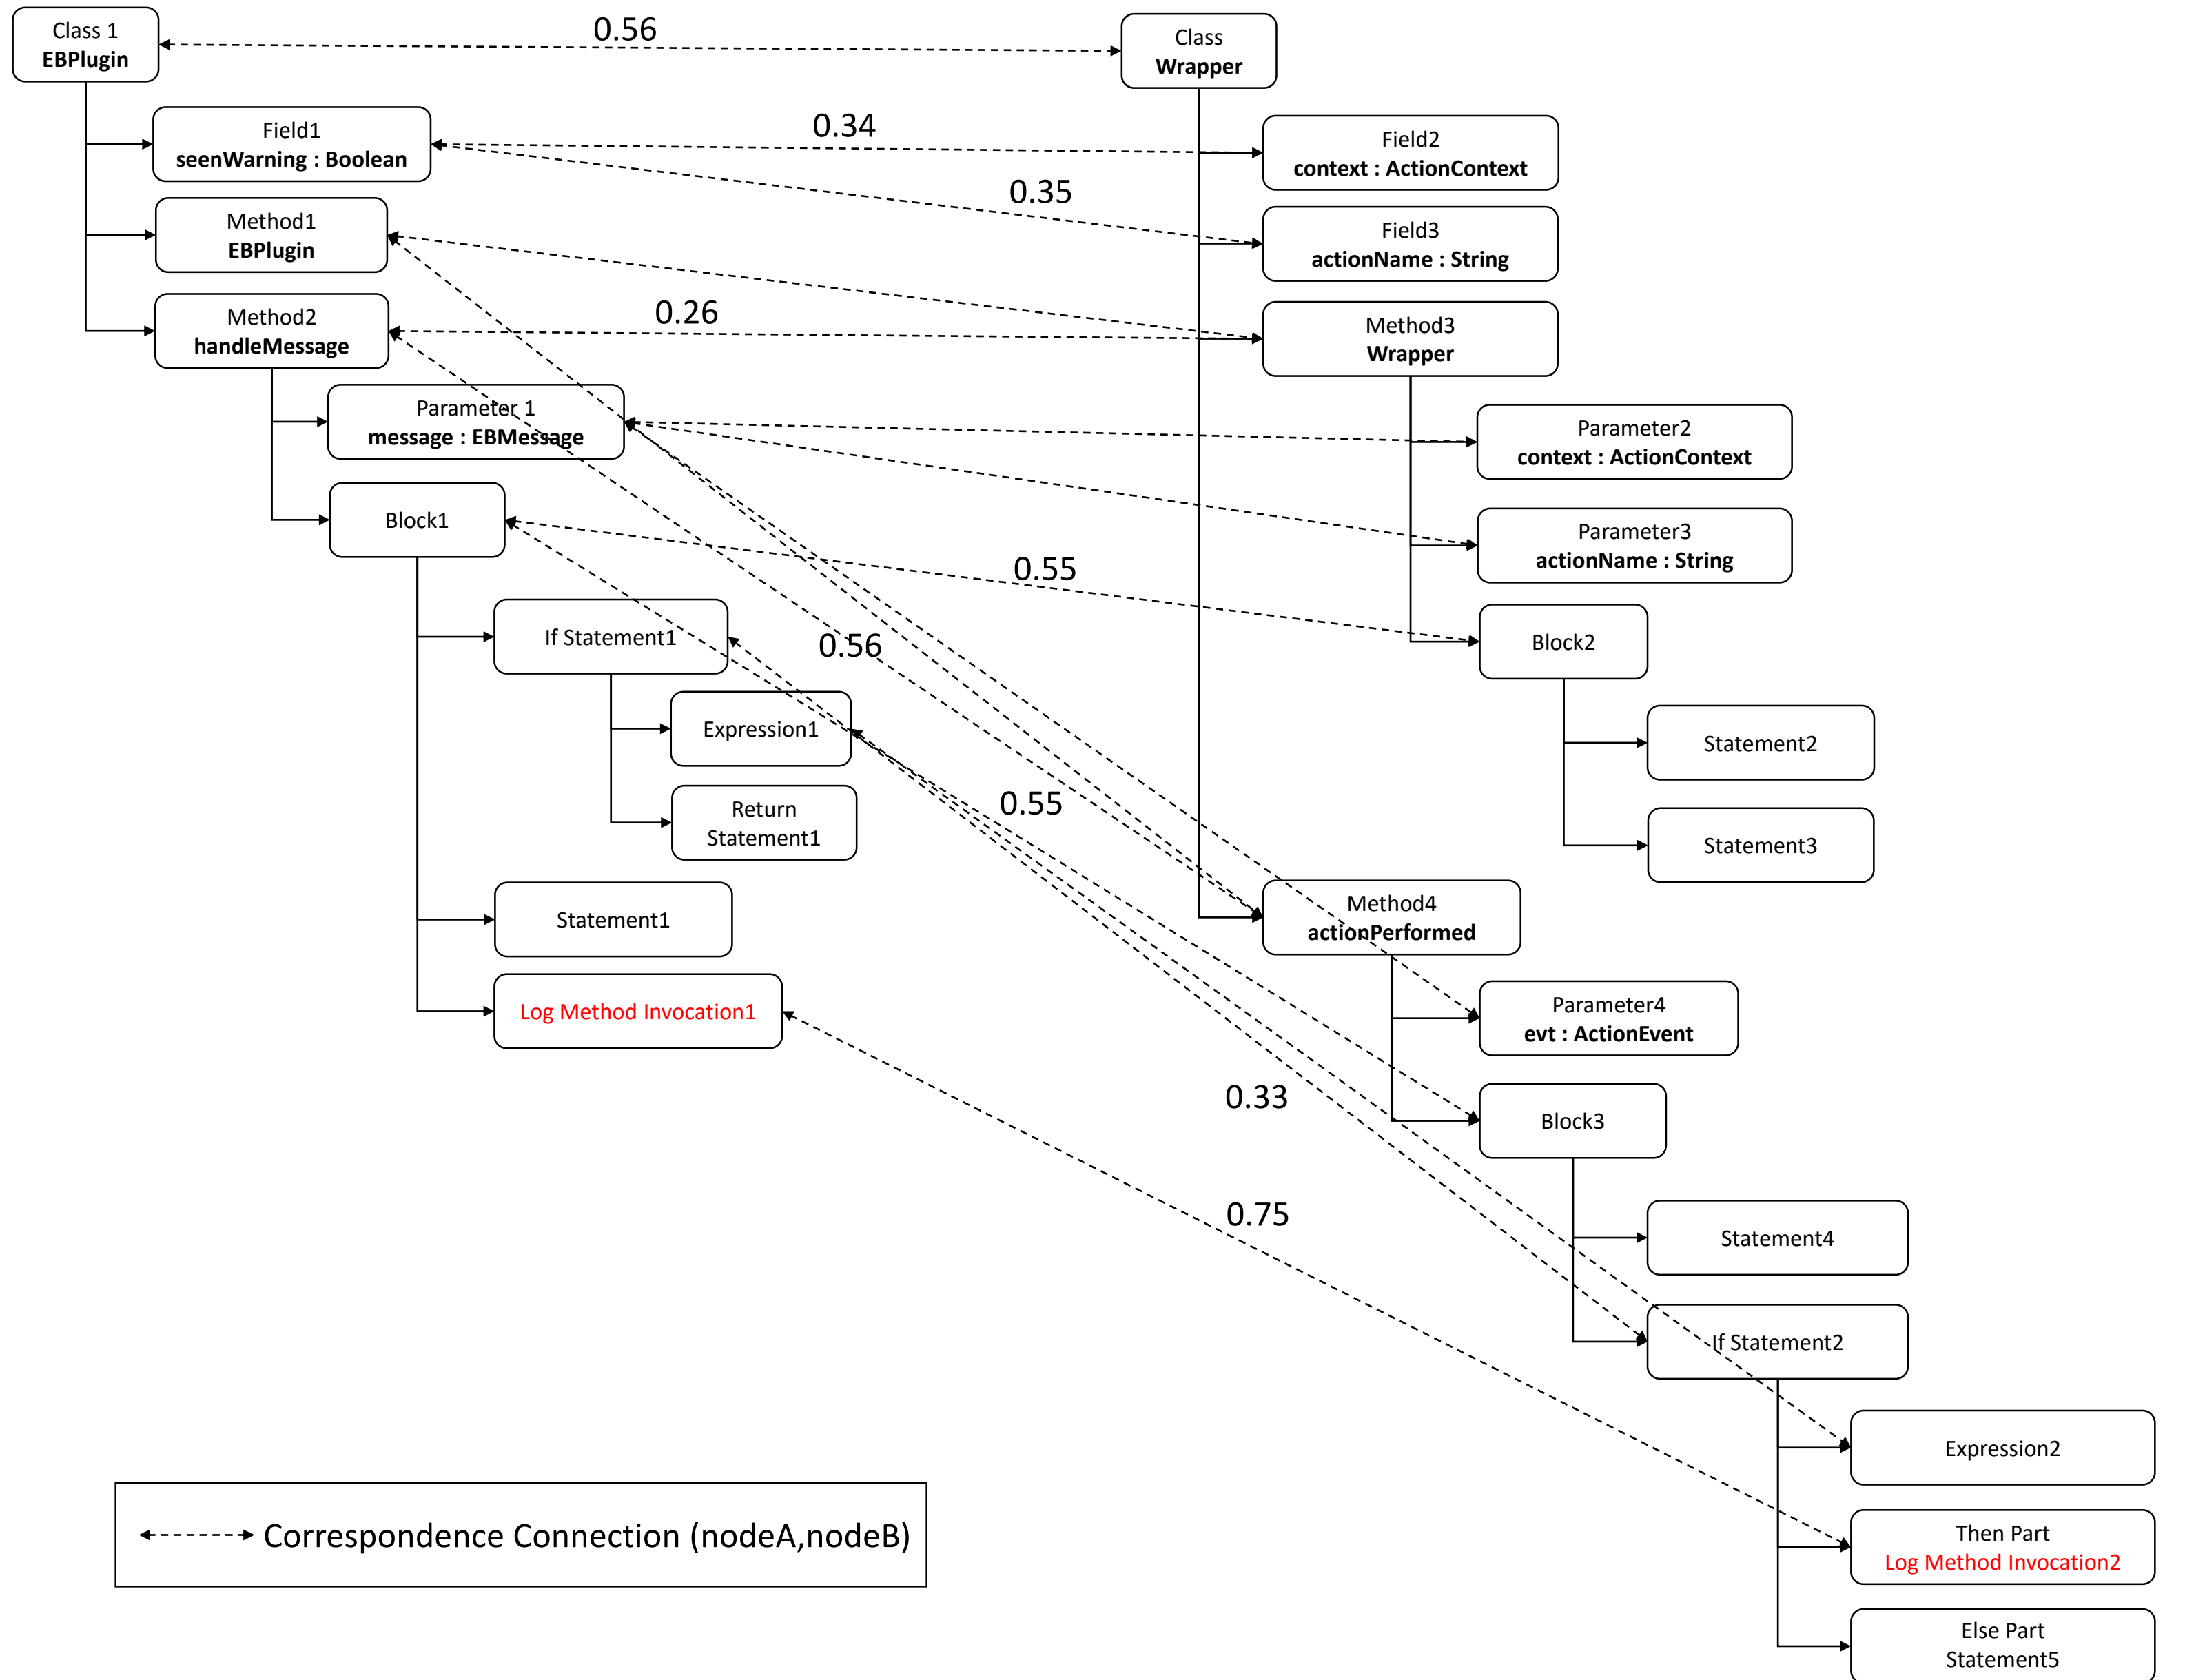 Class 1
EBPlugin
0.56
Class
Wrapper
Field1
seenWarning : Boolean
0.34
Field2
context : ActionContext
0.35
Method1
EBPlugin
Field3
actionName : String
Method2
handleMessage
0.26
Method3
Wrapper
Parameter 1
message : EBMessage
Parameter2
context : ActionContext
Block1
Parameter3
actionName : String
0.55
If Statement1
0.56
Block2
Expression1
Statement2
Return
Statement1
0.55
Statement3
Statement1
Method4
actionPerformed
Log Method Invocation1
Parameter4
evt : ActionEvent
0.33
Block3
0.75
Statement4
If Statement2
Expression2
Correspondence Connection (nodeA,nodeB)
Then Part
Log Method Invocation2
Else Part
Statement5